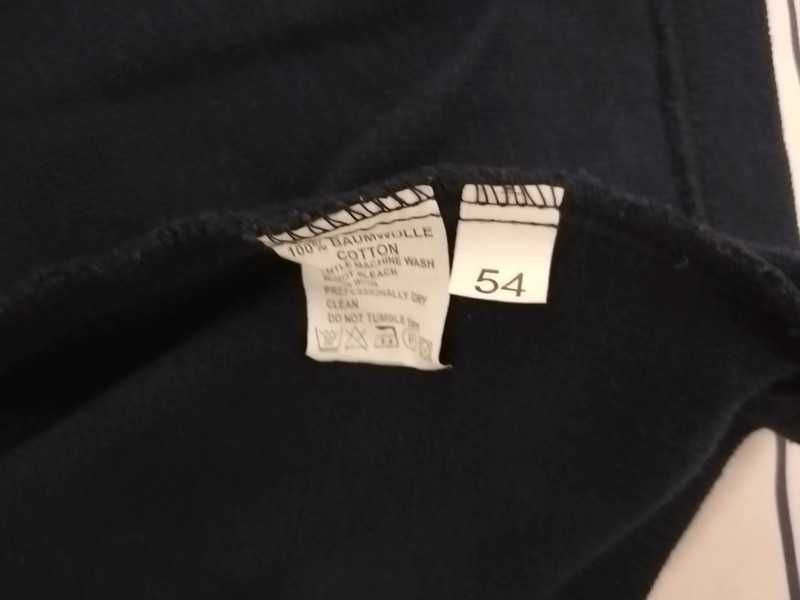 100% BAUMWOLLE
COTTON
MACHINE WASH
BLEACH
PROFESSIONALLY DRY
CLEAN
DO NOT TUMBLE DRY
54